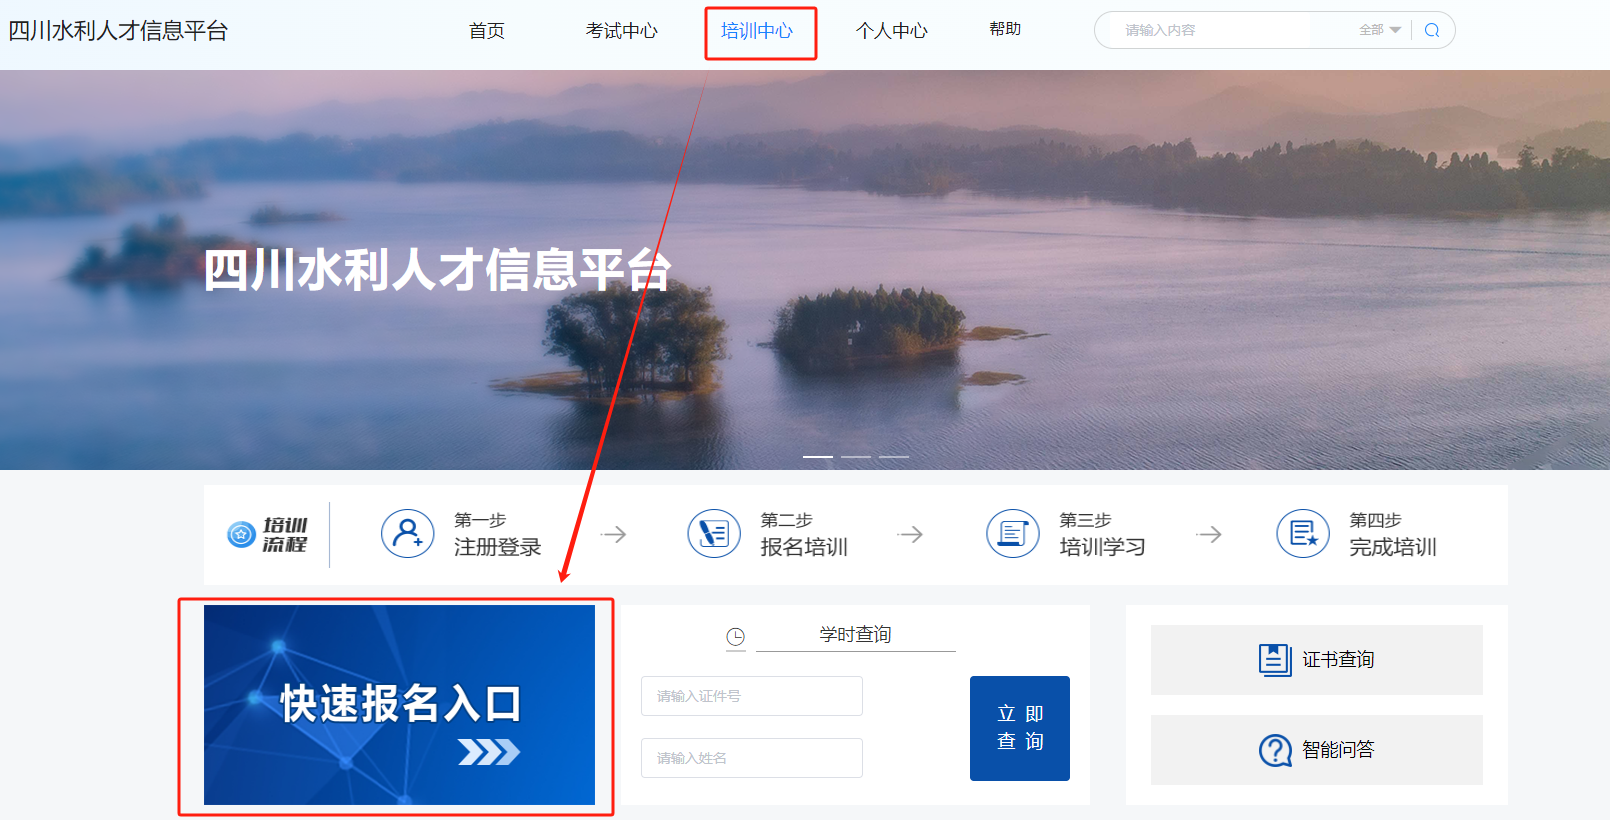 四川水利人才信息平台
首页
考试中心
培训中心
个人中心
帮助
请输入内容
全部
四川水利人才信息平台
培训
流程
第一步
注册登录
第二步
报名培训
第三步
培训学习
第四步
完成培训
快速报名入口
学时查询
请输入证件号
请输入姓名
立 即
查 询
证书查询
智能问答